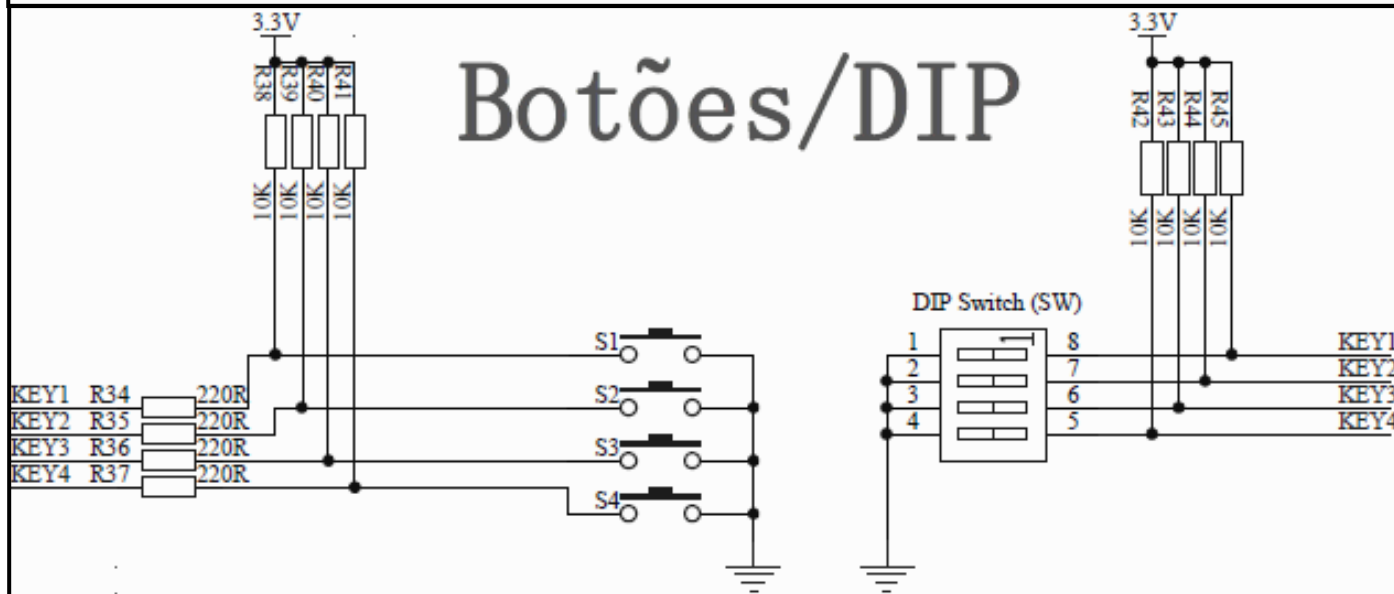 3.3V
3.3V
R38
R39
R40
R41
Botões/DIP
R42
R43
R44
R45
10K
10K
10K
10K
10K
10K
10K
10K
DIP Switch (SW)
S1
1
1
8
KEY1
2
7
KEY2
KEY1 R34 220R
S2
3
6
KEY3
KEY2 R35 220R
4
5
KEY4
KEY3 R36 220R
S3
KEY4 R37 220R
S4